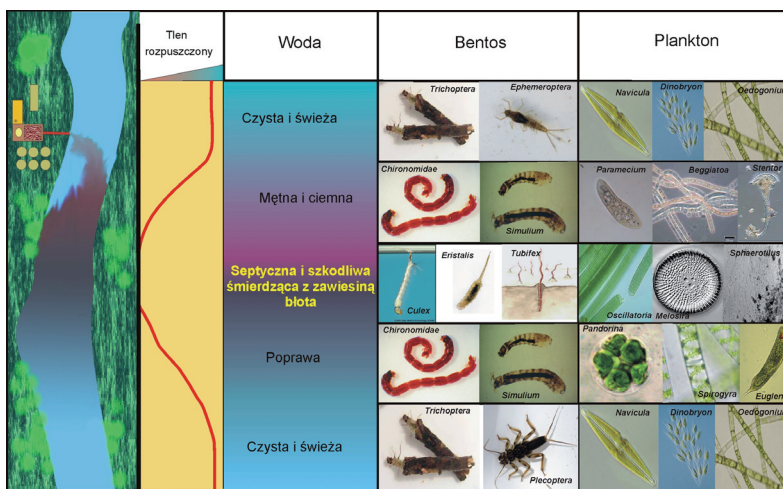 Tlen
rozpuszczony
Woda
Bentos
Plankton
Czysta i świeża
Trichoptera
Ephemeroptera
Navicula
Dinobryon
Oedogonium
Mętna i ciemna
Chironomidae
Simulium
Paramecium
Beggiatoa
Stentor
Septyczna i szkodliwa
śmierdząca z zawiesiną
błota
Culex
Eristalis
Tubifex
Oscillatoria
Melosira
Sphaerotilus
Poprawa
Chironomidae
Simulium
Pandorina
Spirogyra
Euglen
Czysta i świeża
Trichoptera
Plecoptera
Navicula
Dinobryon
Oedogonium